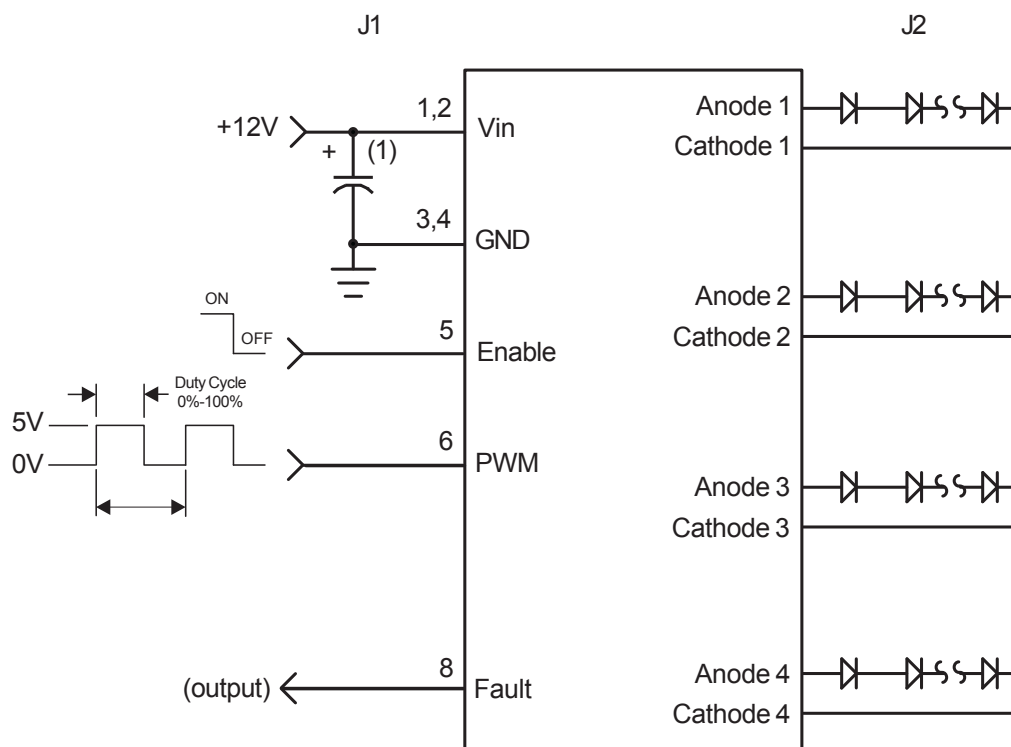 J1
J2
+12V
1,2
Vin
+
(1)
3,4
GND
ON
OFF
5
Enable
Duty Cycle
0%-100%
5V
0V
6
PWM
(output)
8
Fault
Anode 1
Cathode 1
Anode 2
Cathode 2
Anode 3
Cathode 3
Anode 4
Cathode 4